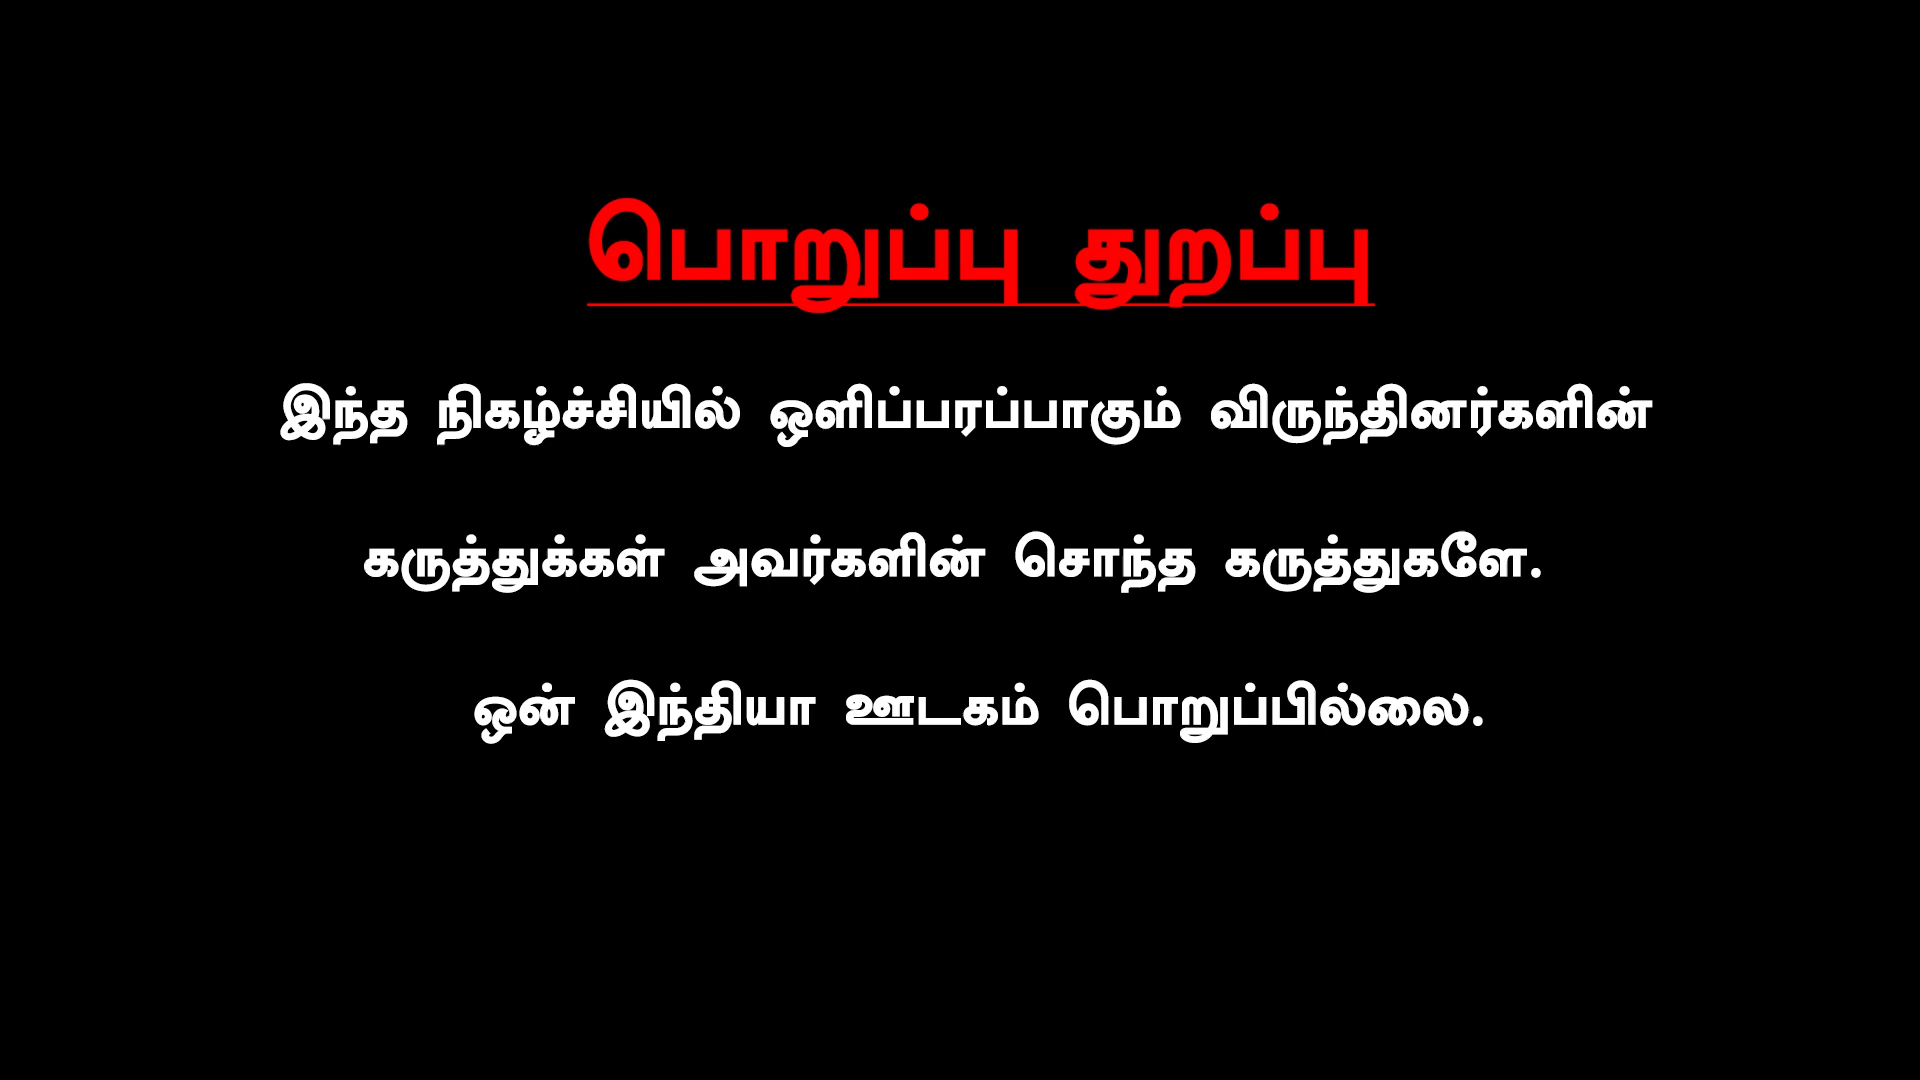 பொறுப்பு துறப்பு
இந்த நிகழ்ச்சியில் ஒளிப்பரப்பாகும் விருந்தினர்களின்
கருத்துக்கள் அவர்களின் சொந்த கருத்துகளே.
ஒன் இந்தியா ஊடகம் பொறுப்பில்லை.